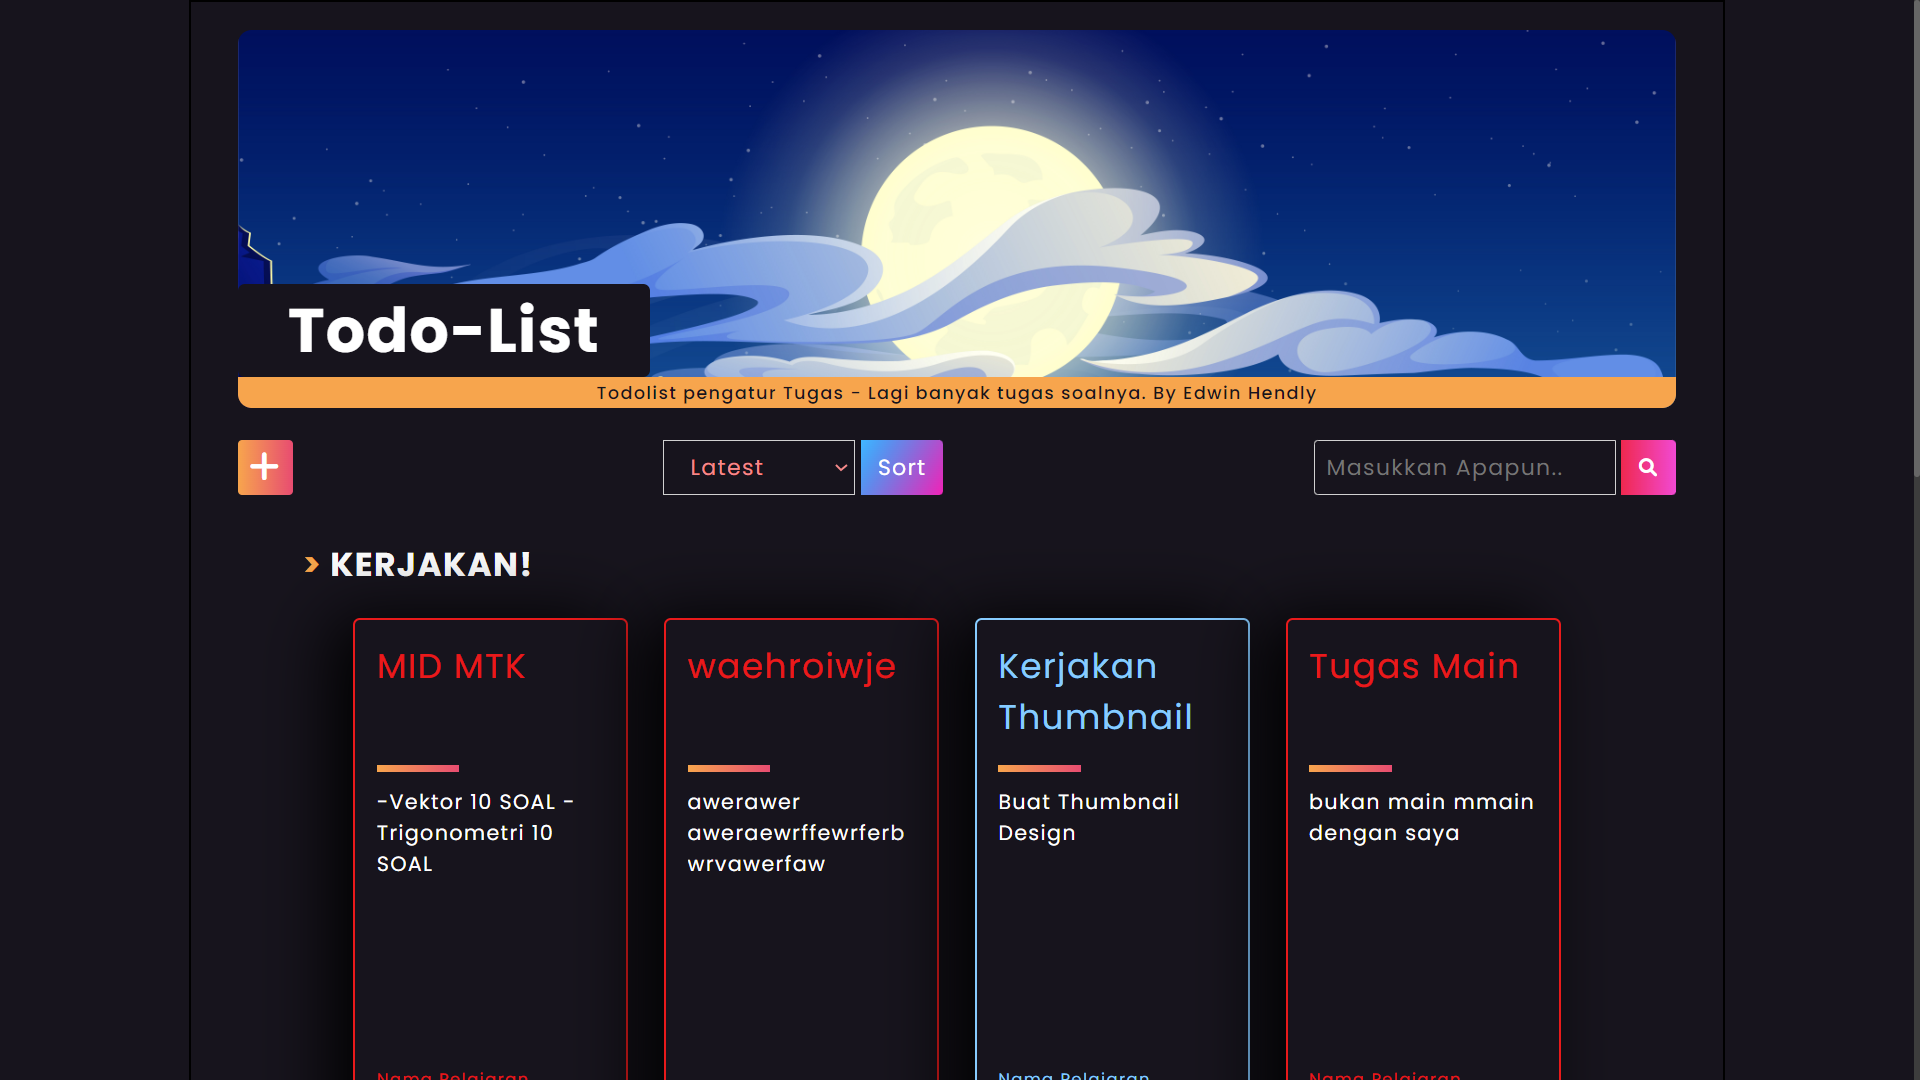 Todo-List
Todolist pengatur Tugas - Lagi banyak tugas soalnya. By Edwin Hendly
Latest
Sort
Masukkan Apapun..
KERJAKAN!
MID MTK
-Vektor 10 SOAL -
Trigonometri 10
SOAL
Nama Pelajaran
waehroiwje
awerawer
aweraewrffewrferb
wrvawerfaw
Kerjakan
Thumbnail
Buat Thumbnail
Design
Nama Pelajaran
Tugas Main
bukan main mmain
dengan saya
Nama Pelajaran